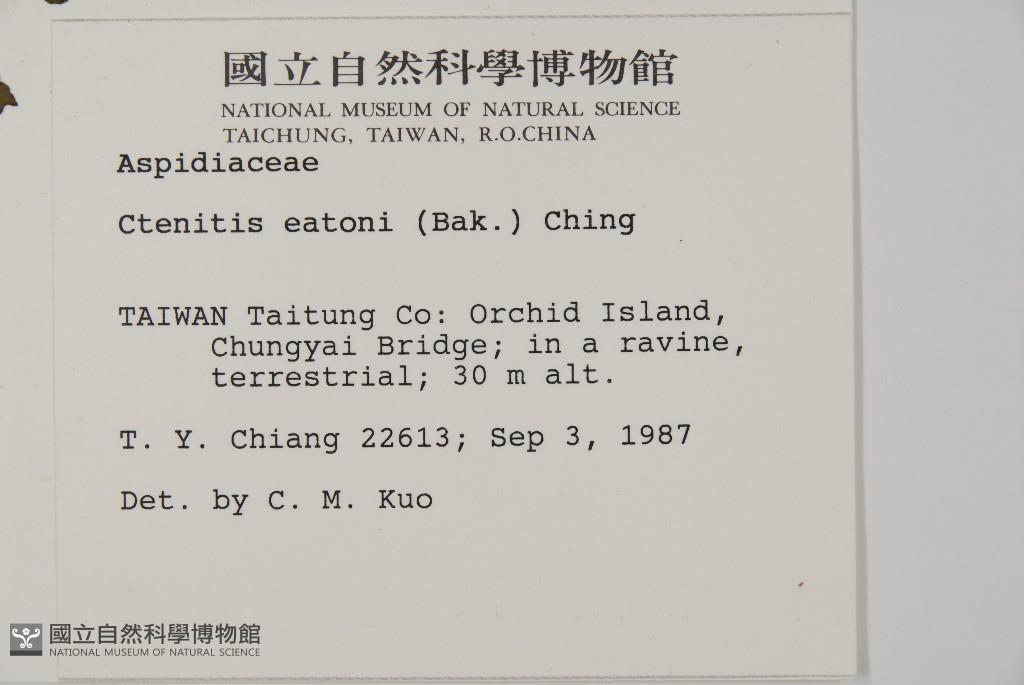 國立自然科學博物館
NATIONAL MUSEUM OF NATURAL SCIENCE
TAICHUNG, TAIWAN, R.O.CHINA
Aspidiaceae
Ctenitis eatoni (Bak.) Ching
TAIWAN Taitung Co: Orchid Island,
Chungyai Bridge; in a ravine,
terrestrial; 30 m alt.
T. Y. Chiang 22613; Sep 3, 1987
Det. by C. M. Kuo
國立自然科學博物館
NATIONAL MUSEUM OF NATURAL SCIENCE